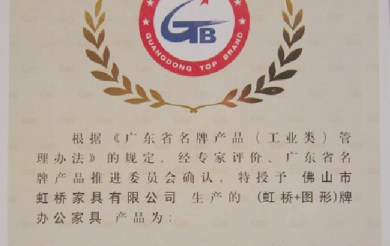 GTB
GUANGDONG TOP BRAND
根据《广东省名牌产品(工业类)管
理办法》的规定,经专家评价、广东省名
牌产品推进委员会确认,特授予 佛山市
虹桥家具有限公司 生产的 (虹桥+图形)牌
办公家具 产品为: